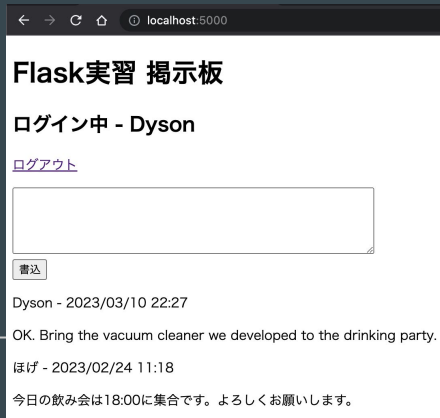 localhost:5000
Flask実習 掲示板
ログイン中 - Dyson
ログアウト
書込
Dyson - 2023/03/10 22:27
OK. Bring the vacuum cleaner we developed to the drinking party.
ほげ - 2023/02/24 11:18
今日の飲み会は18:00に集合です。よろしくお願いします。